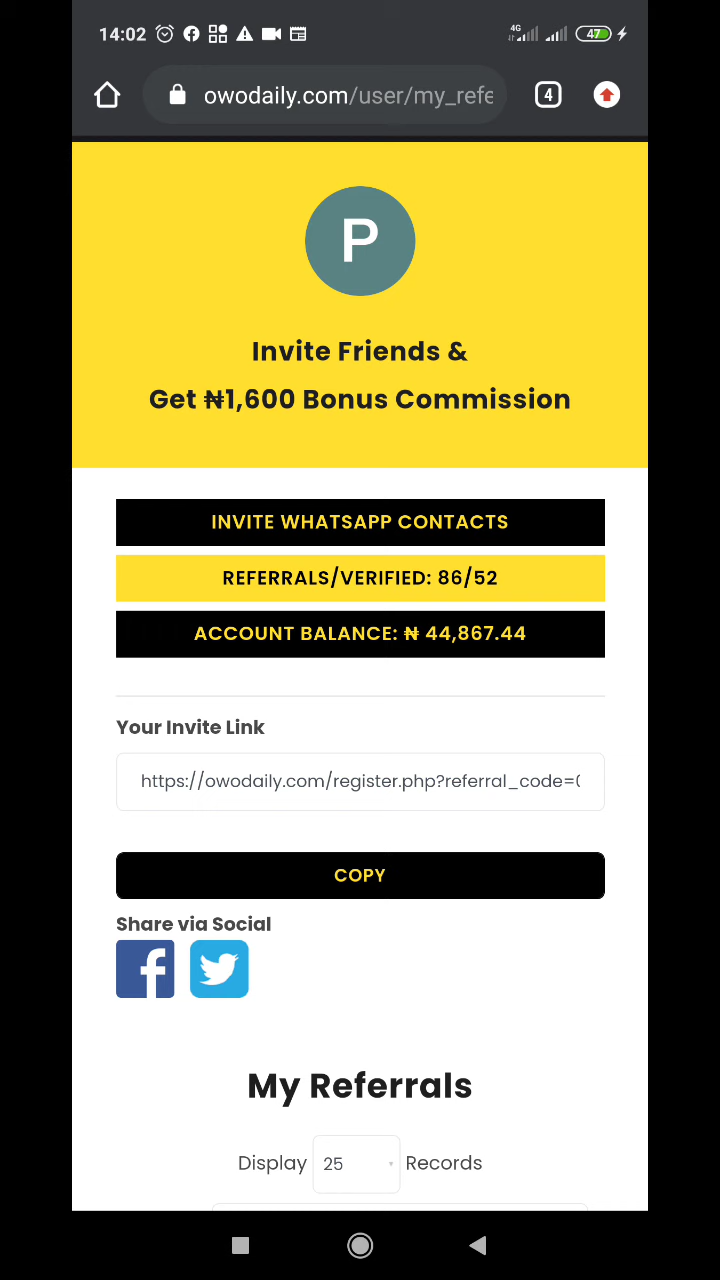 14:02
4G
47
owodaily.com/user/my_refe
4
P
Invite Friends &
Get ₦1,600 Bonus Commission
INVITE WHATSAPP CONTACTS
REFERRALS/VERIFIED: 86/52
ACCOUNT BALANCE: ₦ 44,867.44
Your Invite Link
https://owodaily.com/register.php?referral_code=
COPY
Share via Social
My Referrals
Display 25 Records